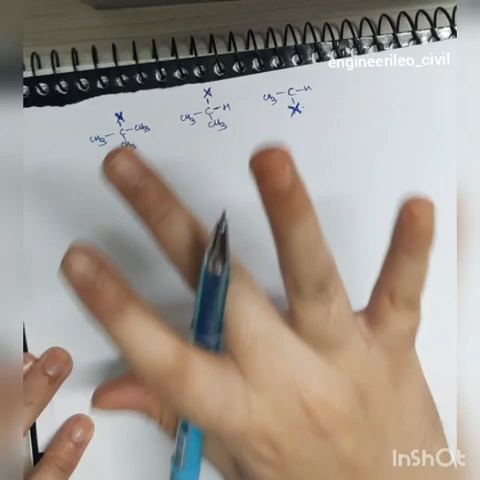 engineerileo_civil
X
CH3-C-CH3
CH3
X
CH3-C-H
CH3
CH3-C-H
X
InShOt